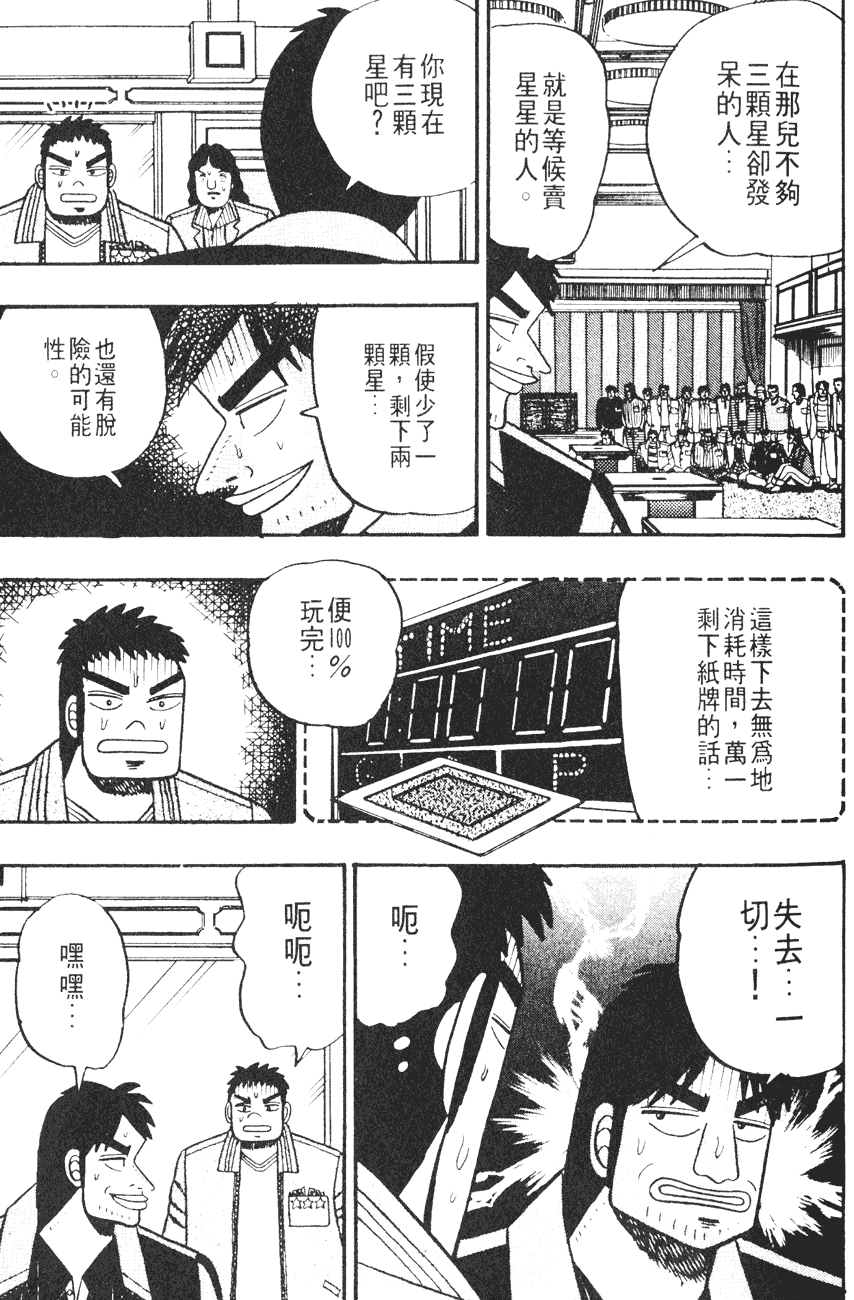 在那兒不夠
三顆星卻發
呆的人…
就是等候賣
星星的人。
你現在
有三顆
星吧？
假使少了一
顆，剩下兩
顆星…
也還有脫
險的可能
性。
這樣下去無為地
消耗時間，萬一
剩下紙牌的話…
TIME
便100%
玩完…
失去…一
切…！
呃…
呃呃…
嘿嘿…